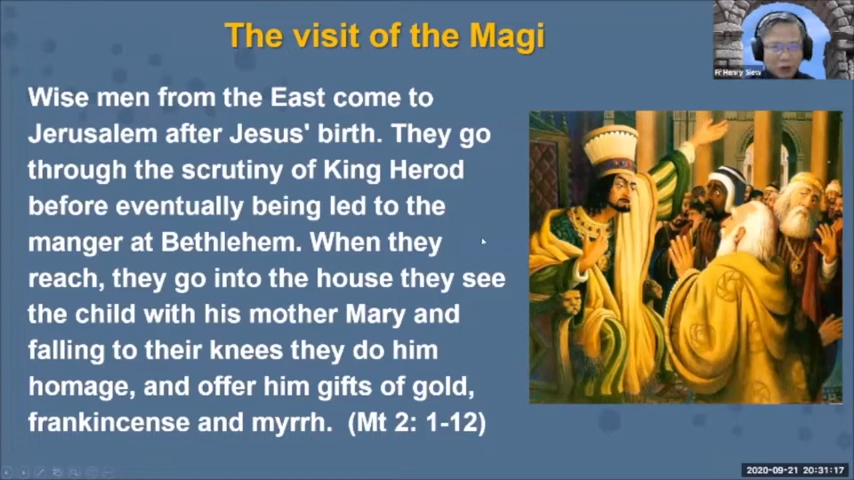 The visit of the Magi
Fr Henry Siew
Wise men from the East come to
Jerusalem after Jesus' birth. They go
through the scrutiny of King Herod
before eventually being led to the
manger at Bethlehem. When they
reach, they go into the house they see
the child with his mother Mary and
falling to their knees they do him
homage, and offer him gifts of gold,
frankincense and myrrh.  (Mt 2: 1-12)
2020-09-21 20:31:17